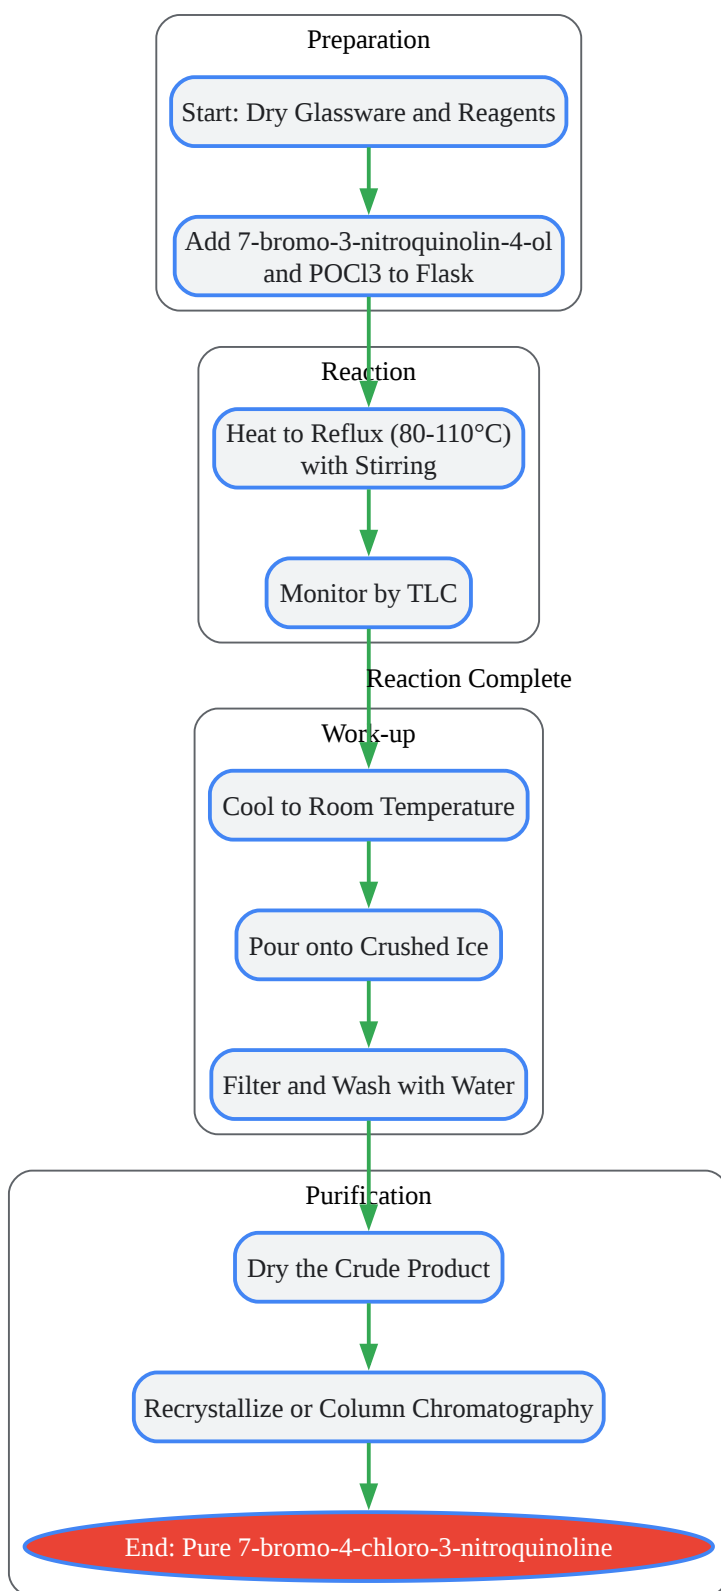 Preparation
Start: Dry Glassware and Reagents
Add 7-bromo-3-nitroquinolin-4-ol
and POCl3 to Flask
Reaction
Heat to Reflux (80-110°C)
with Stirring
Monitor by TLC
Reaction Complete
Work-up
Cool to Room Temperature
Pour onto Crushed Ice
Filter and Wash with Water
Purification
Dry the Crude Product
Recrystallize or Column Chromatography
End: Pure 7-bromo-4-chloro-3-nitroquinoline